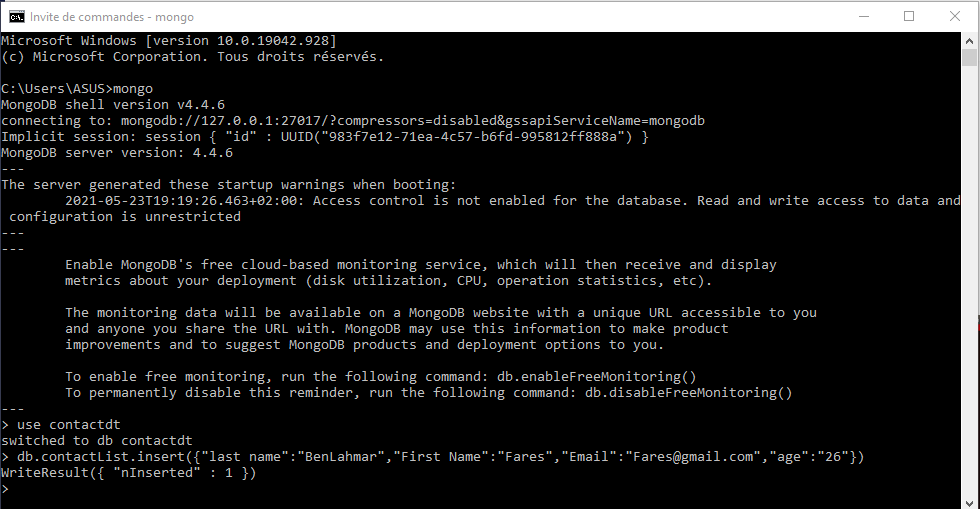 Invite de commandes - mongo
Microsoft Windows [version 10.0.19042.928]
(c) Microsoft Corporation. Tous droits réservés.
C:\Users\ASUS>mongo
MongoDB shell version v4.4.6
connecting to: mongodb://127.0.0.1:27017/?compressors=disabled&gssapiServiceName=mongodb
Implicit session: session { "id" : UUID("983f7e12-71ea-4c57-b6fd-995812ff888a") }
MongoDB server version: 4.4.6
---
The server generated these startup warnings when booting:
        2021-05-23T19:19:26.463+02:00: Access control is not enabled for the database. Read and write access to data and
 configuration is unrestricted
---
---
        Enable MongoDB's free cloud-based monitoring service, which will then receive and display
        metrics about your deployment (disk utilization, CPU, operation statistics, etc).
        The monitoring data will be available on a MongoDB website with a unique URL accessible to you
        and anyone you share the URL with. MongoDB may use this information to make product
        improvements and to suggest MongoDB products and deployment options to you.
        To enable free monitoring, run the following command: db.enableFreeMonitoring()
        To permanently disable this reminder, run the following command: db.disableFreeMonitoring()
---
> use contactdt
switched to db contactdt
> db.contactList.insert({"last name":"BenLahmar","First Name":"Fares","Email":"Fares@gmail.com","age":"26"})
WriteResult({ "nInserted" : 1 })
>